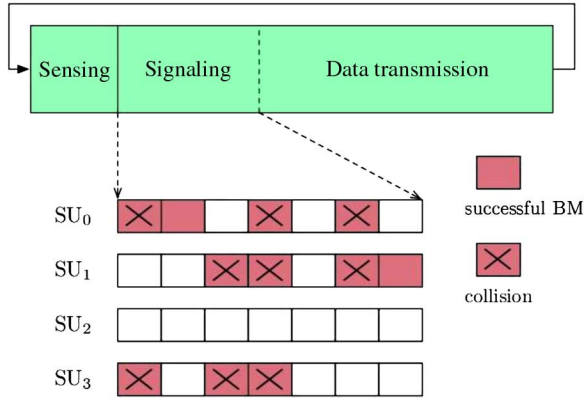 Sensing Signaling Data transmission
SU₀
successful BM
SU₁
collision
SU₂
SU₃